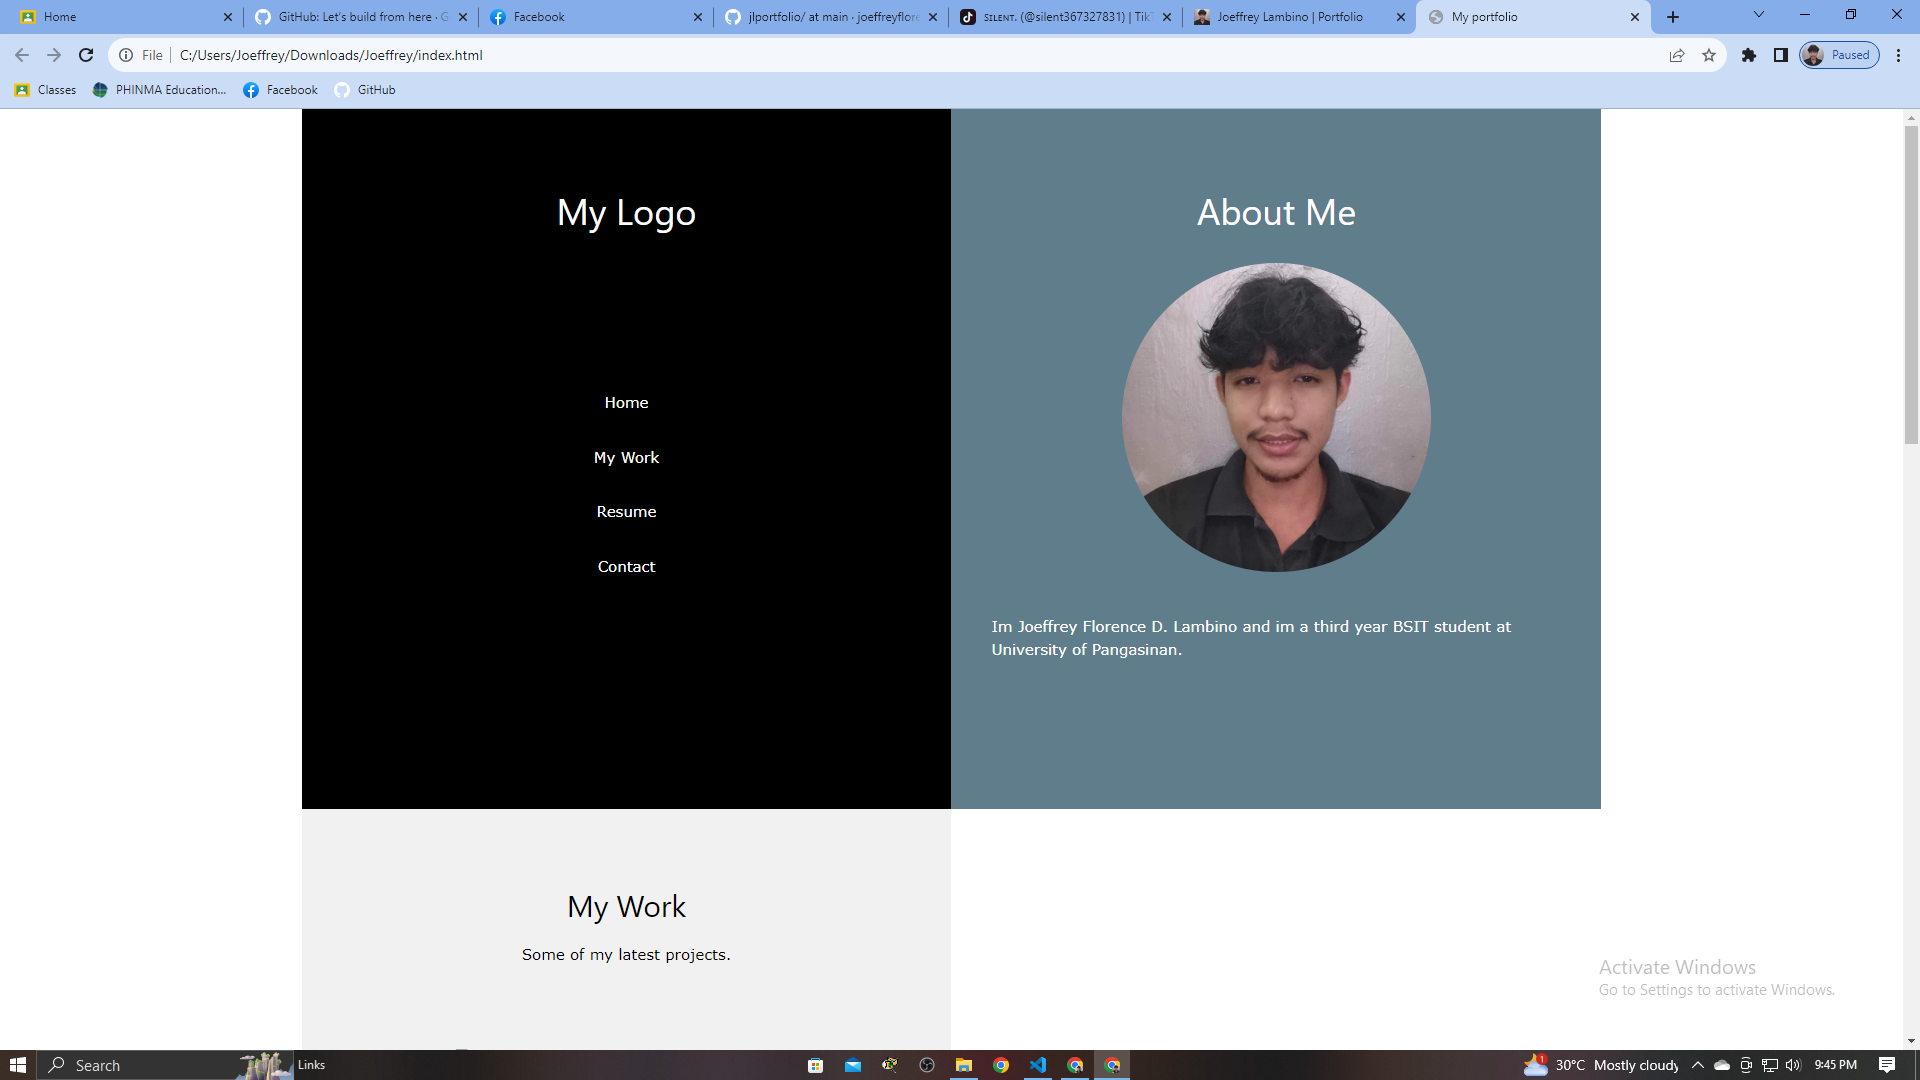 Home
GitHub: Let's build from here · G
Facebook
jlportfolio/ at main · joeffreyflore
SILENT. (@silent367327831) | Tik
Joeffrey Lambino | Portfolio
My portfolio
File
C:/Users/Joeffrey/Downloads/Joeffrey/index.html
Paused
Classes
PHINMA Education...
Facebook
GitHub
My Logo
Home
My Work
Resume
Contact
About Me
Im Joeffrey Florence D. Lambino and im a third year BSIT student at
University of Pangasinan.
My Work
Some of my latest projects.
Activate Windows
Go to Settings to activate Windows.
Search
Links
1
30°C Mostly cloudy
9:45 PM